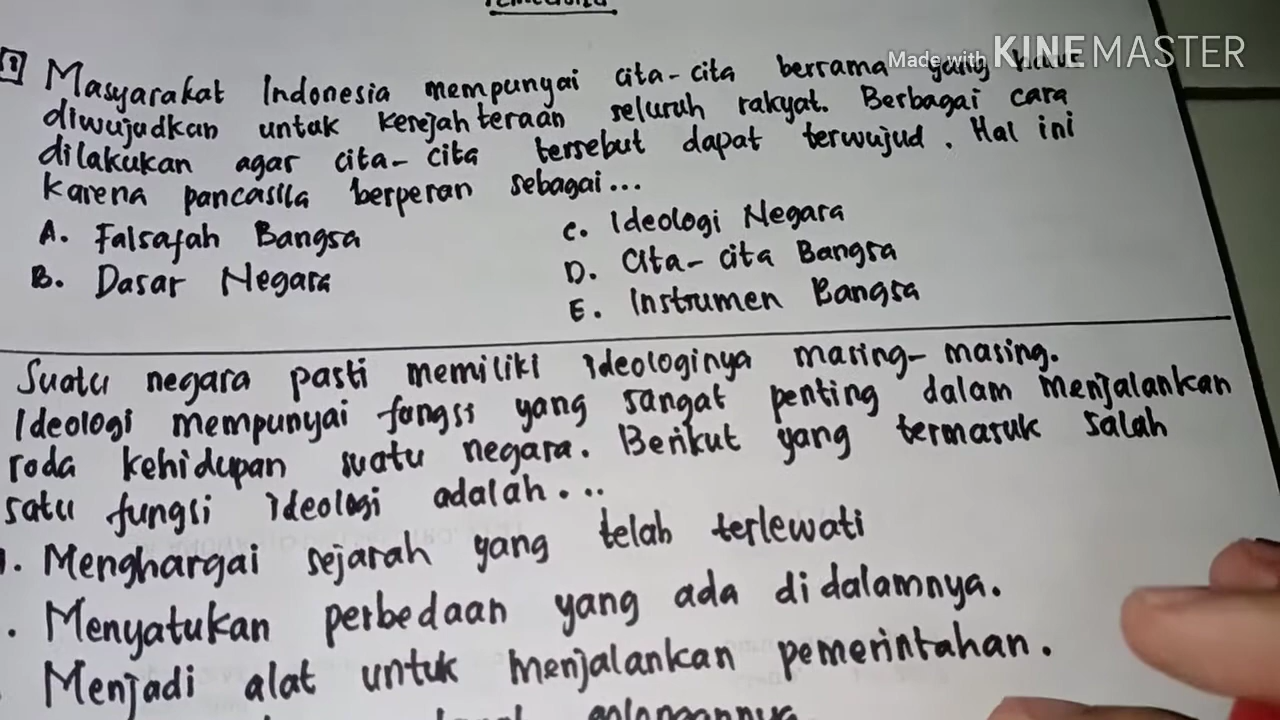 Made with KINEMASTER
Masyarakat Indonesia mempunyai cita-cita bersama yang
diwujudkan untuk kesejahteraan seluruh rakyat. Berbagai cara
dilakukan agar cita-cita tersebut dapat terwujud. Hal ini
karena pancasila berperan sebagai...
A. Falsafah Bangsa
B. Dasar Negara
C. Ideologi Negara
D. Cita-cita Bangsa
E. Instrumen Bangsa
Suatu negara pasti memiliki ideologinya masing-masing.
Ideologi mempunyai fungsi yang sangat penting dalam menjalankan
roda kehidupan suatu negara. Berikut yang termasuk salah
satu fungsi ideologi adalah...
. Menghargai sejarah yang telah terlewati
. Menyatukan perbedaan yang ada di dalamnya.
Menjadi alat untuk menjalankan pemerintahan.